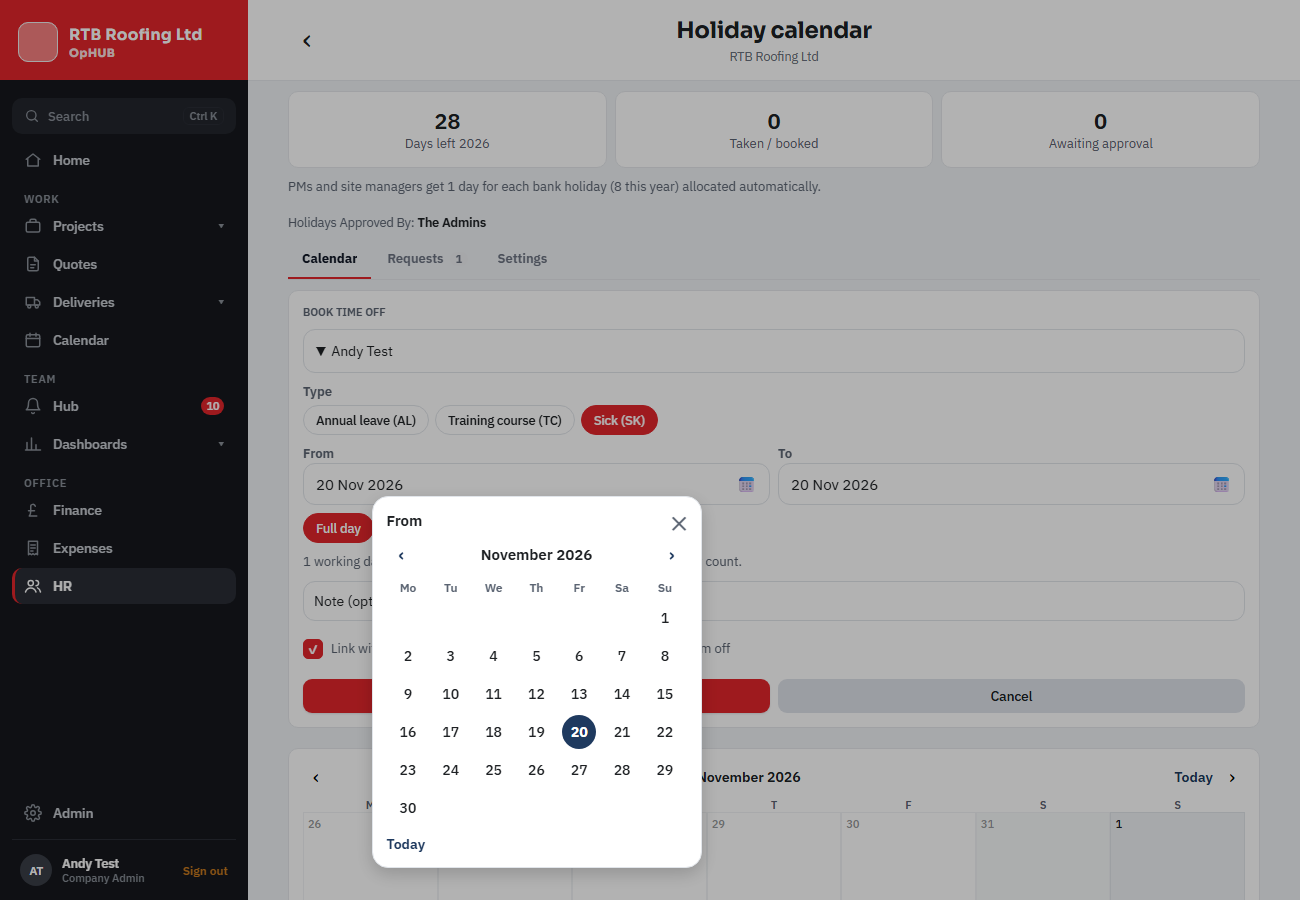 RTB Roofing Ltd
OpHUB
Search
Ctrl K
Home
WORK
Projects
Quotes
Deliveries
Calendar
TEAM
Hub
10
Dashboards
OFFICE
Finance
Expenses
HR
Admin
AT
Andy Test
Company Admin
Sign out
Holiday calendar
RTB Roofing Ltd
28
Days left 2026
0
Taken / booked
0
Awaiting approval
PMs and site managers get 1 day for each bank holiday (8 this year) allocated automatically.
Holidays Approved By: The Admins
Calendar Requests 1 Settings
BOOK TIME OFF
▼ Andy Test
Type
Annual leave (AL) Training course (TC) Sick (SK)
From To
20 Nov 2026 20 Nov 2026
Full day
1 working count.
Note
Link off
Cancel
From
November 2026
Mo Tu We Th Fr Sa Su
1
2 3 4 5 6 7 8
9 10 11 12 13 14 15
16 17 18 19 20 21 22
23 24 25 26 27 28 29
30
Today
November 2026
Today
T F S S
26 29 30 31 1